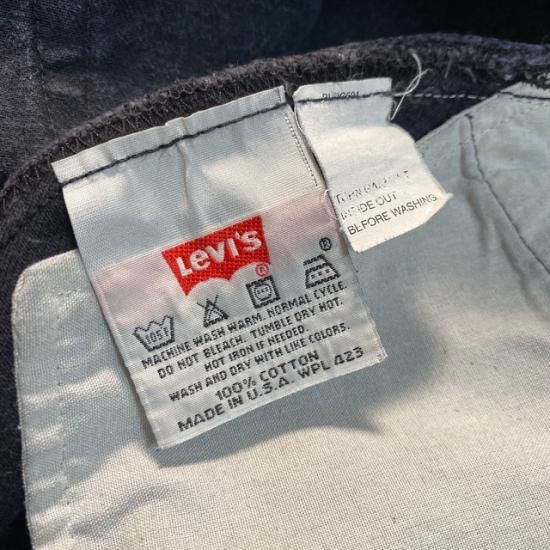 LEVI'S
®
®
105F
MACHINE WASH WARM. NORMAL CYCLE.
DO NOT BLEACH. TUMBLE DRY HOT.
HOT IRON IF NEEDED.
WASH AND DRY WITH LIKE COLORS.
100% COTTON
MADE IN U.S.A. WPL 423
INSIDE OUT
BEFORE WASHING